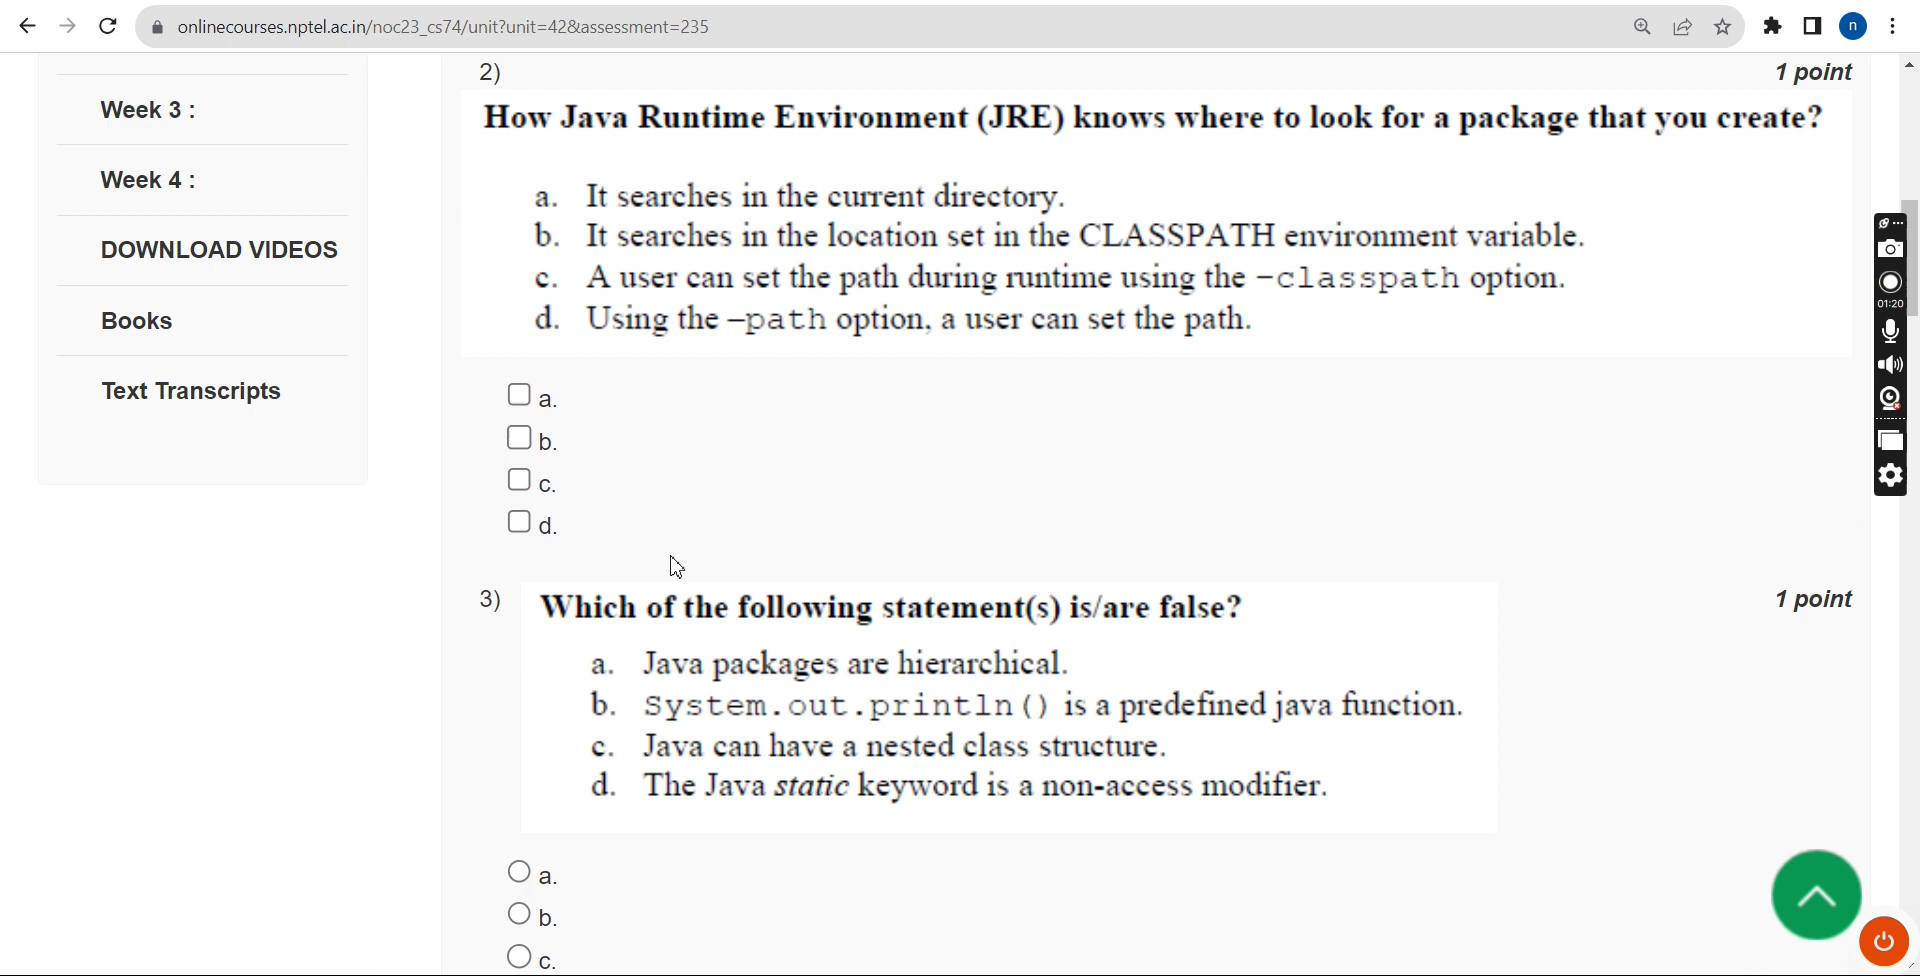 onlinecourses.nptel.ac.in/noc23_cs74/unit?unit=42&assessment=235
n
Week 3 :
Week 4 :
DOWNLOAD VIDEOS
Books
Text Transcripts
2)
1 point
How Java Runtime Environment (JRE) knows where to look for a package that you create?
a. It searches in the current directory.
b. It searches in the location set in the CLASSPATH environment variable.
c. A user can set the path during runtime using the –classpath option.
d. Using the –path option, a user can set the path.
a.
b.
c.
d.
3)
1 point
Which of the following statement(s) is/are false?
a. Java packages are hierarchical.
b. System.out.println() is a predefined java function.
c. Java can have a nested class structure.
d. The Java static keyword is a non-access modifier.
a.
b.
c.
01:20